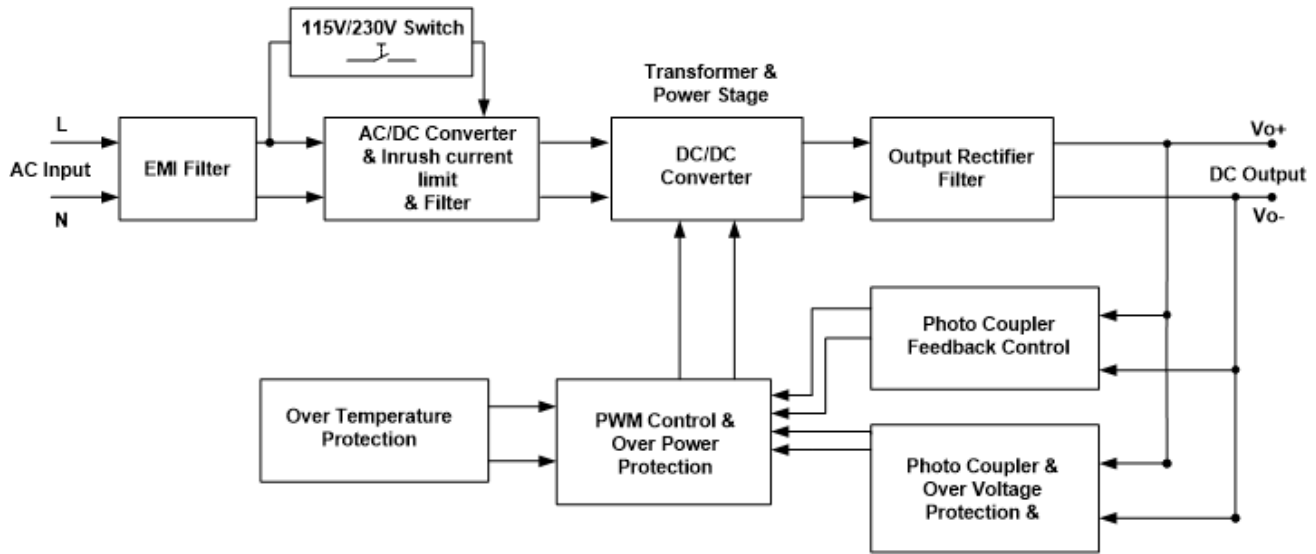 115V/230V Switch
Transformer &
Power Stage
L
AC Input
N
EMI Filter
AC/DC Converter
& Inrush current
limit
& Filter
DC/DC
Converter
Output Rectifier
Filter
Vo+
DC Output
Vo-
Photo Coupler
Feedback Control
Over Temperature
Protection
PWM Control &
Over Power
Protection
Photo Coupler &
Over Voltage
Protection &